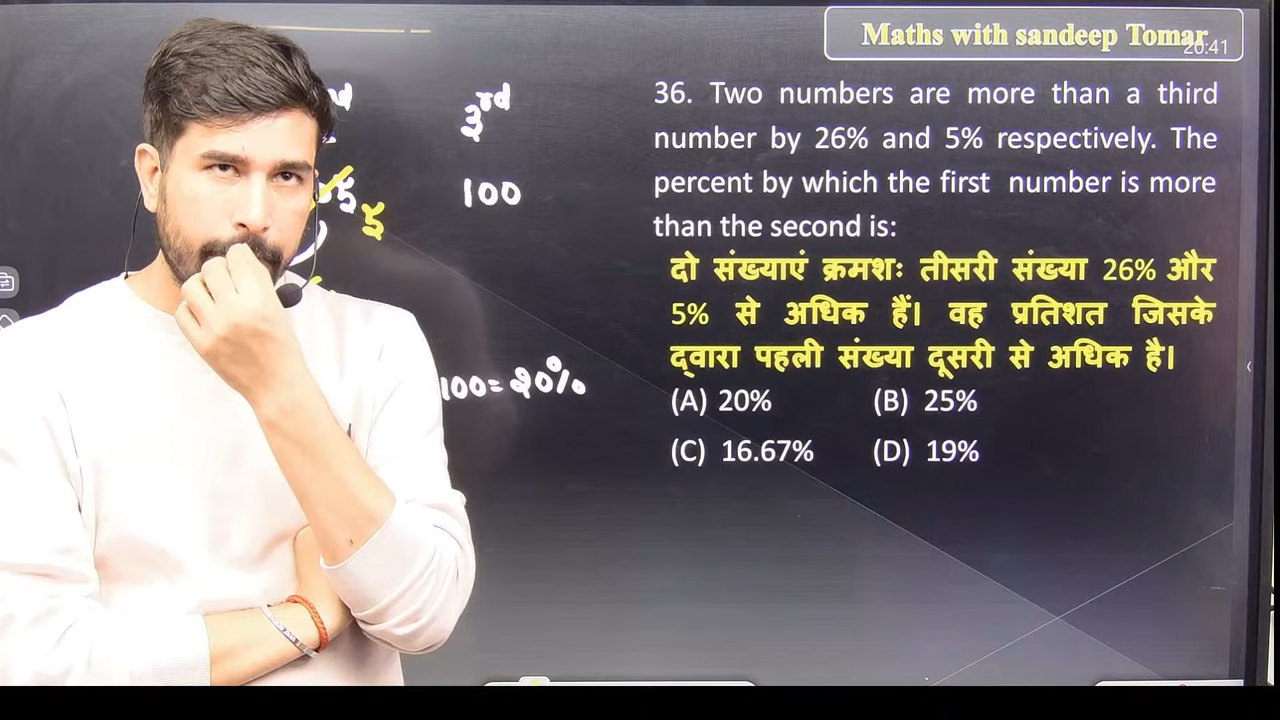 Maths with sandeep Tomar
20:41
3rd
100
100=20%
36. Two numbers are more than a third
number by 26% and 5% respectively. The
percent by which the first number is more
than the second is:
दो संख्याएं क्रमशः तीसरी संख्या 26% और
5% से अधिक हैं। वह प्रतिशत जिसके
द्वारा पहली संख्या दूसरी से अधिक है।
(A) 20% (B) 25%
(C) 16.67% (D) 19%